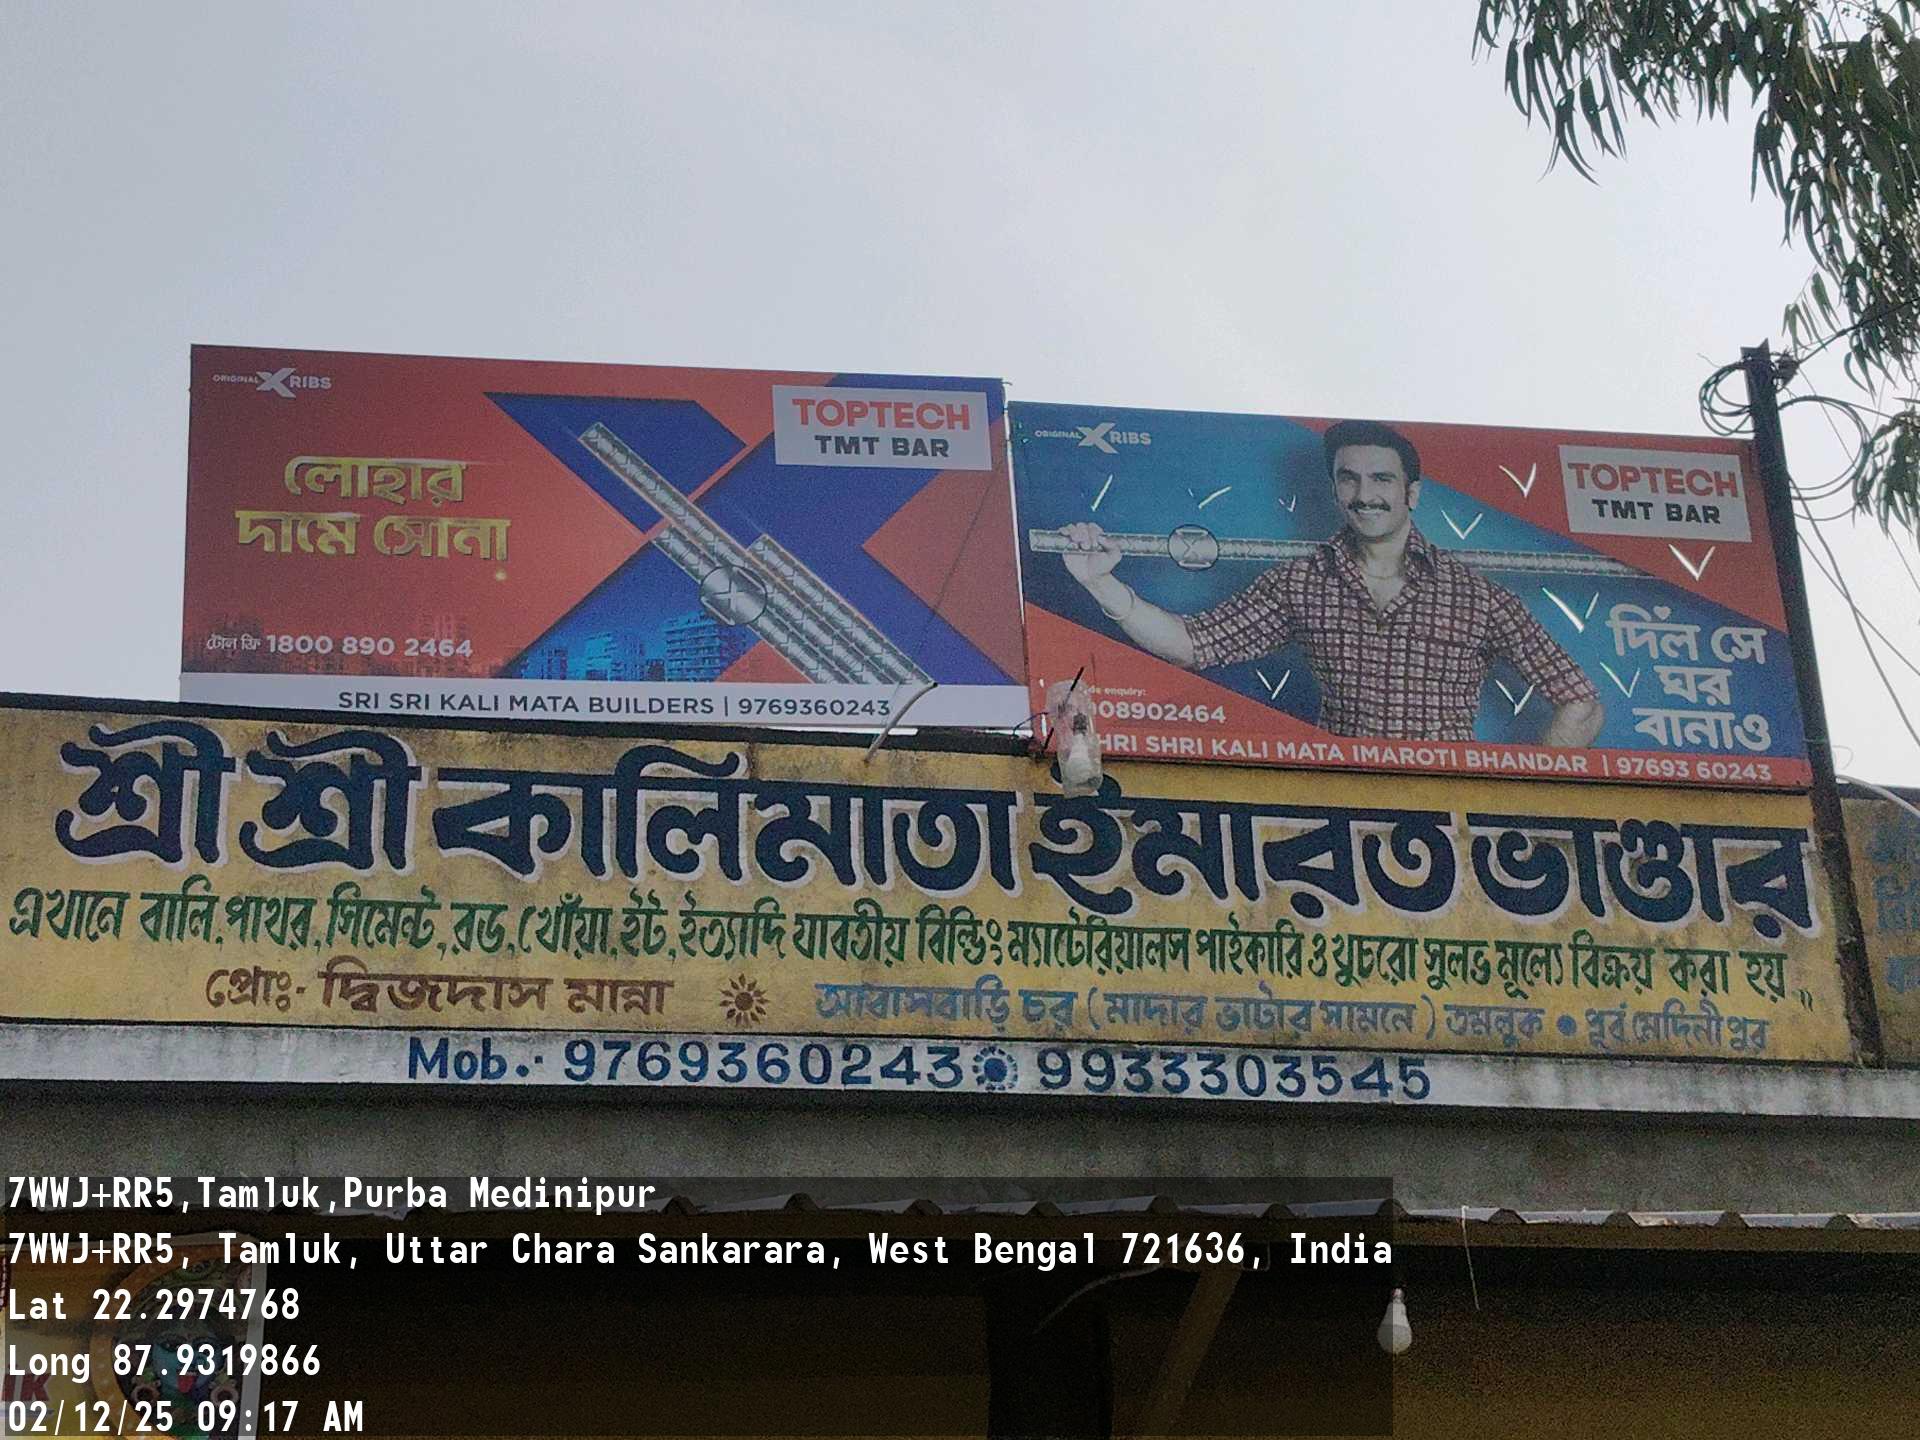 ORIGINAL X RIBS
TOPTECH
TMT BAR
লোহার
দামে সোনা
টোল ফ্রি 1800 890 2464
SRI SRI KALI MATA BUILDERS | 9769360243
ORIGINAL X RIBS
TOPTECH
TMT BAR
দিল সে
ঘর
বানাও
enquiry:
08902464
SHRI KALI MATA IMAROTI BHANDAR | 97693 60243
শ্রী শ্রী কালিমাতা ইমারত ভাণ্ডার
এখানে বালি, পাথর, সিমেন্ট, রড, খোঁয়া, ইট, ইত্যাদি যাবতীয় বিল্ডিং ম্যাটেরিয়ালস পাইকারি ও খুচরো সুলভ মূল্যে বিক্রয় করা হয়
প্রোঃ- দ্বিজদাস মান্না আবাসবাড়ি চর (মাদার ভাটার সামনে) তমলুক • পূর্ব মেদিনীপুর
Mob.: 9769360243 9933303545
7WWJ+RR5,Tamluk,Purba Medinipur
7WWJ+RR5, Tamluk, Uttar Chara Sankarara, West Bengal 721636, India
Lat 22.2974768
Long 87.9319866
02/12/25 09:17 AM